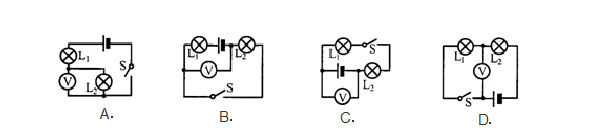 L₁ S V L₂
L₁ L₂ V S
L₁ S L₂ V
L₁ L₂ V S
A. B. C. D.